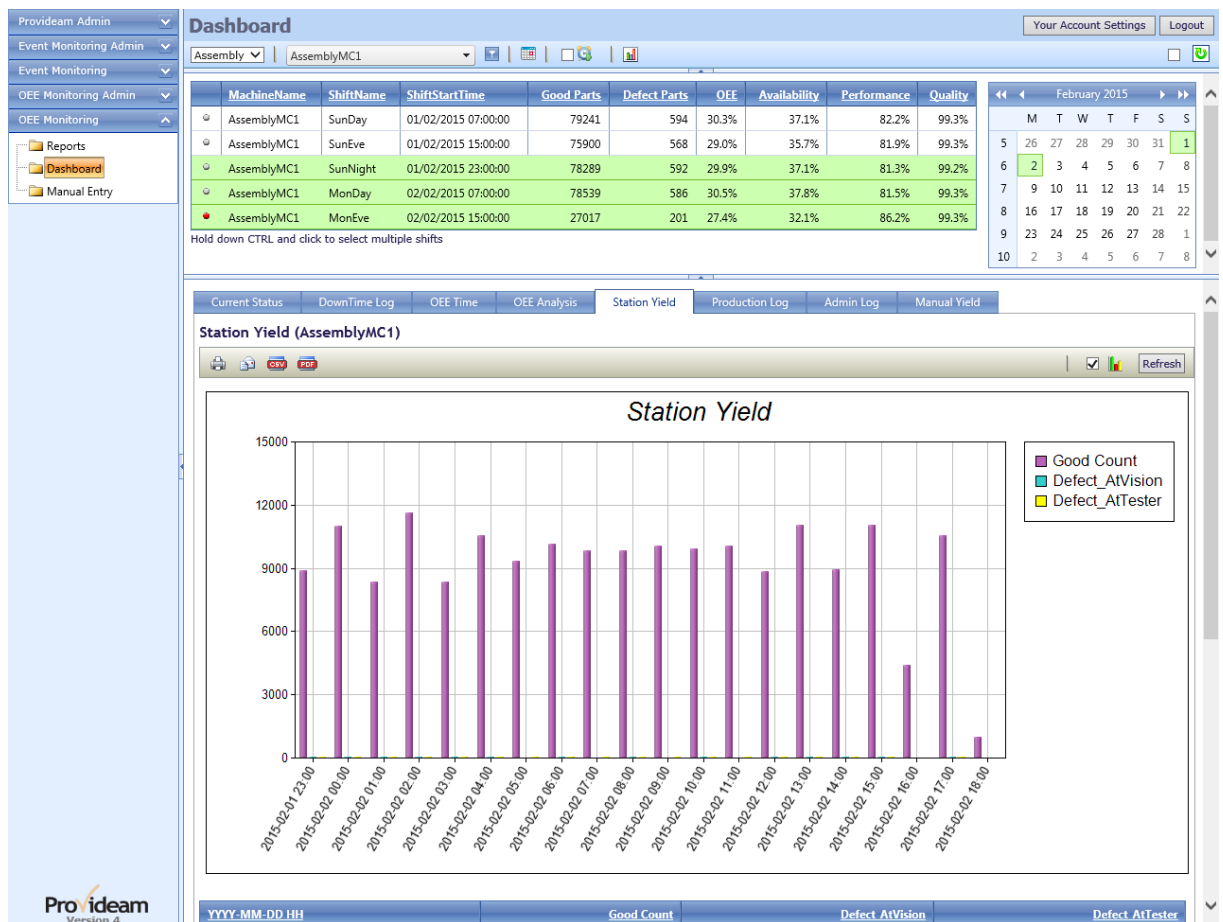 Provideam Admin
Event Monitoring Admin
Event Monitoring
OEE Monitoring Admin
OEE Monitoring
Reports
Dashboard
Manual Entry
Provideam
Version 4
Dashboard
Your Account Settings
Logout
Assembly
AssemblyMC1
MachineName ShiftName ShiftStartTime Good Parts Defect Parts OEE Availability Performance Quality
AssemblyMC1 SunDay 01/02/2015 07:00:00 79241 594 30.3% 37.1% 82.2% 99.3%
AssemblyMC1 SunEve 01/02/2015 15:00:00 75900 568 29.0% 35.7% 81.9% 99.3%
AssemblyMC1 SunNight 01/02/2015 23:00:00 78289 592 29.9% 37.1% 81.3% 99.2%
AssemblyMC1 MonDay 02/02/2015 07:00:00 78539 586 30.5% 37.8% 81.5% 99.3%
AssemblyMC1 MonEve 02/02/2015 15:00:00 27017 201 27.4% 32.1% 86.2% 99.3%
Hold down CTRL and click to select multiple shifts
February 2015
M T W T F S S
5 26 27 28 29 30 31 1
6 2 3 4 5 6 7 8
7 9 10 11 12 13 14 15
8 16 17 18 19 20 21 22
9 23 24 25 26 27 28 1
10 2 3 4 5 6 7 8
Current Status DownTime Log OEE Time OEE Analysis Station Yield Production Log Admin Log Manual Yield
Station Yield (AssemblyMC1)
CSV PDF
Refresh
Station Yield
15000
12000
9000
6000
3000
0
Good Count
Defect_AtVision
Defect_AtTester
2015-02-01 23:00
2015-02-02 00:00
2015-02-02 01:00
2015-02-02 02:00
2015-02-02 03:00
2015-02-02 04:00
2015-02-02 05:00
2015-02-02 06:00
2015-02-02 07:00
2015-02-02 08:00
2015-02-02 09:00
2015-02-02 10:00
2015-02-02 11:00
2015-02-02 12:00
2015-02-02 13:00
2015-02-02 14:00
2015-02-02 15:00
2015-02-02 16:00
2015-02-02 17:00
2015-02-02 18:00
YYYY-MM-DD HH Good Count Defect AtVision Defect AtTester